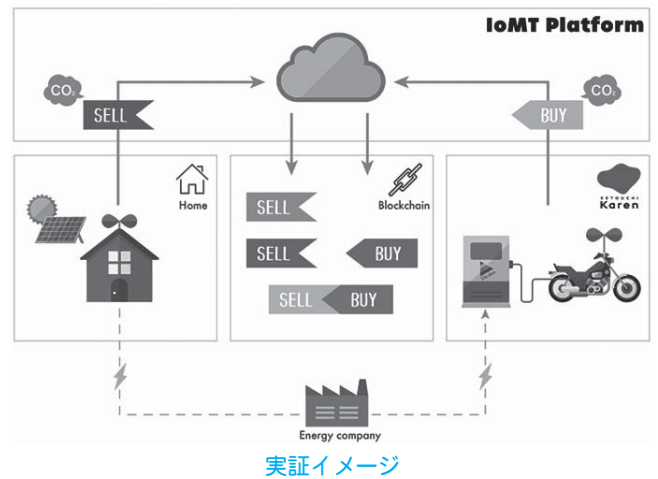 IoMT Platform
CO₂
SELL
CO₂
BUY
Home
Blockchain
SETOUCHI
Karen
SELL
SELL
BUY
SELL
BUY
Energy company
実証イメージ